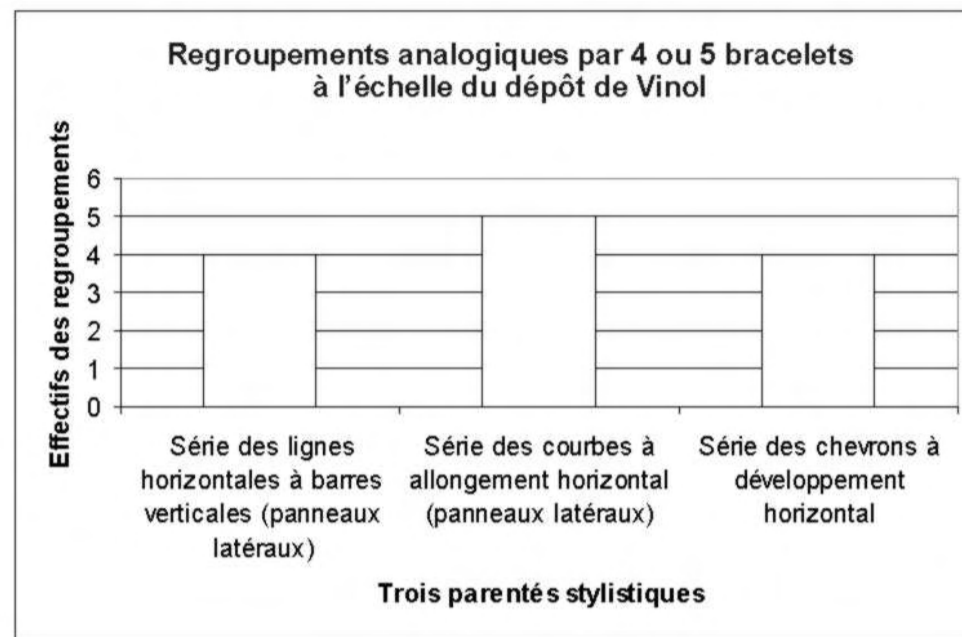 Regroupements analogiques par 4 ou 5 bracelets
à l'échelle du dépôt de Vinol
Effectifs des regroupements
6
5
4
3
2
1
0
Série des lignes
horizontales à barres
verticales (panneaux
latéraux)
Série des courbes à
allongement horizontal
(panneaux latéraux)
Série des chevrons à
développement
horizontal
Trois parentés stylistiques